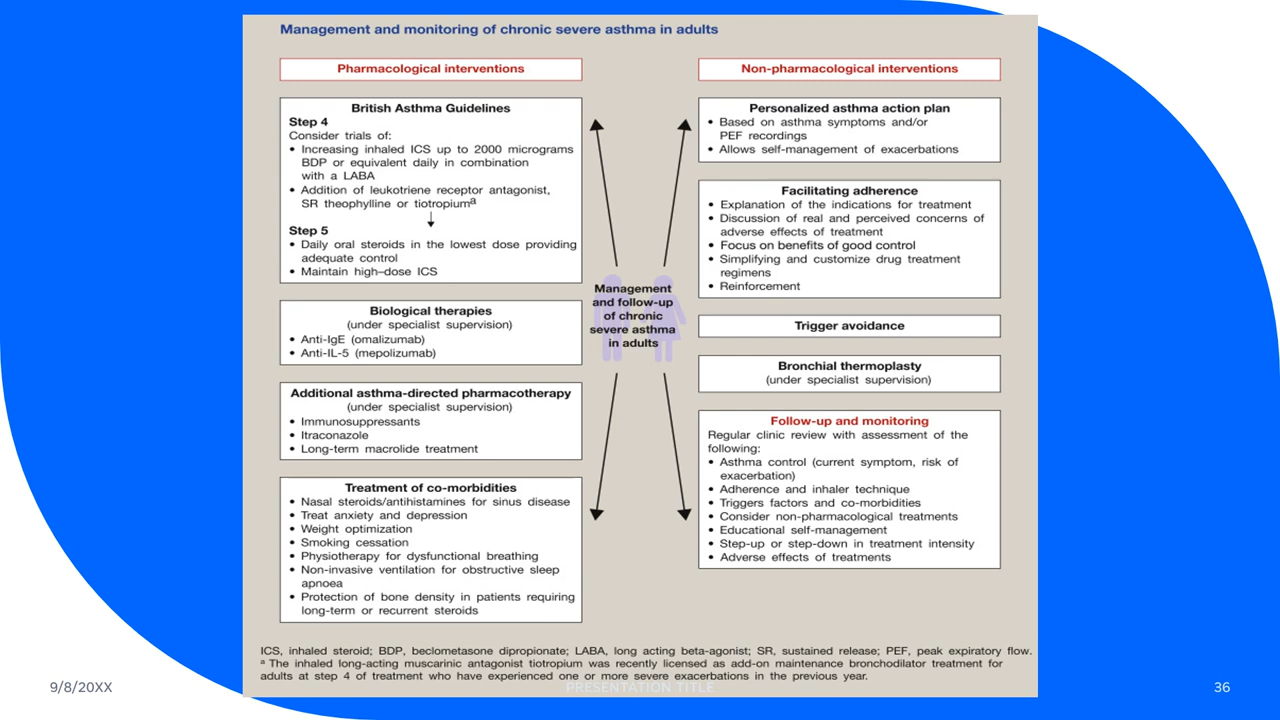 Management and monitoring of chronic severe asthma in adults
Pharmacological interventions
British Asthma Guidelines
Step 4
Consider trials of:
• Increasing inhaled ICS up to 2000 micrograms
BDP or equivalent daily in combination
with a LABA
• Addition of leukotriene receptor antagonist,
SR theophylline or tiotropiumª
Step 5
• Daily oral steroids in the lowest dose providing
adequate control
• Maintain high–dose ICS
Biological therapies
(under specialist supervision)
• Anti-IgE (omalizumab)
• Anti-IL-5 (mepolizumab)
Additional asthma-directed pharmacotherapy
(under specialist supervision)
• Immunosuppressants
• Itraconazole
• Long-term macrolide treatment
Treatment of co-morbidities
• Nasal steroids/antihistamines for sinus disease
• Treat anxiety and depression
• Weight optimization
• Smoking cessation
• Physiotherapy for dysfunctional breathing
• Non-invasive ventilation for obstructive sleep
apnoea
• Protection of bone density in patients requiring
long-term or recurrent steroids
Management
and follow-up
of chronic
severe asthma
in adults
Non-pharmacological interventions
Personalized asthma action plan
• Based on asthma symptoms and/or
PEF recordings
• Allows self-management of exacerbations
Facilitating adherence
• Explanation of the indications for treatment
• Discussion of real and perceived concerns of
adverse effects of treatment
• Focus on benefits of good control
• Simplifying and customize drug treatment
regimens
• Reinforcement
Trigger avoidance
Bronchial thermoplasty
(under specialist supervision)
Follow-up and monitoring
Regular clinic review with assessment of the
following:
• Asthma control (current symptom, risk of
exacerbation)
• Adherence and inhaler technique
• Triggers factors and co-morbidities
• Consider non-pharmacological treatments
• Educational self-management
• Step-up or step-down in treatment intensity
• Adverse effects of treatments
ICS, inhaled steroid; BDP, beclometasone dipropionate; LABA, long acting beta-agonist; SR, sustained release; PEF, peak expiratory flow.
ª The inhaled long-acting muscarinic antagonist tiotropium was recently licensed as add-on maintenance bronchodilator treatment for
adults at step 4 of treatment who have experienced one or more severe exacerbations in the previous year.
9/8/20XX
PRESENTATION TITLE
36